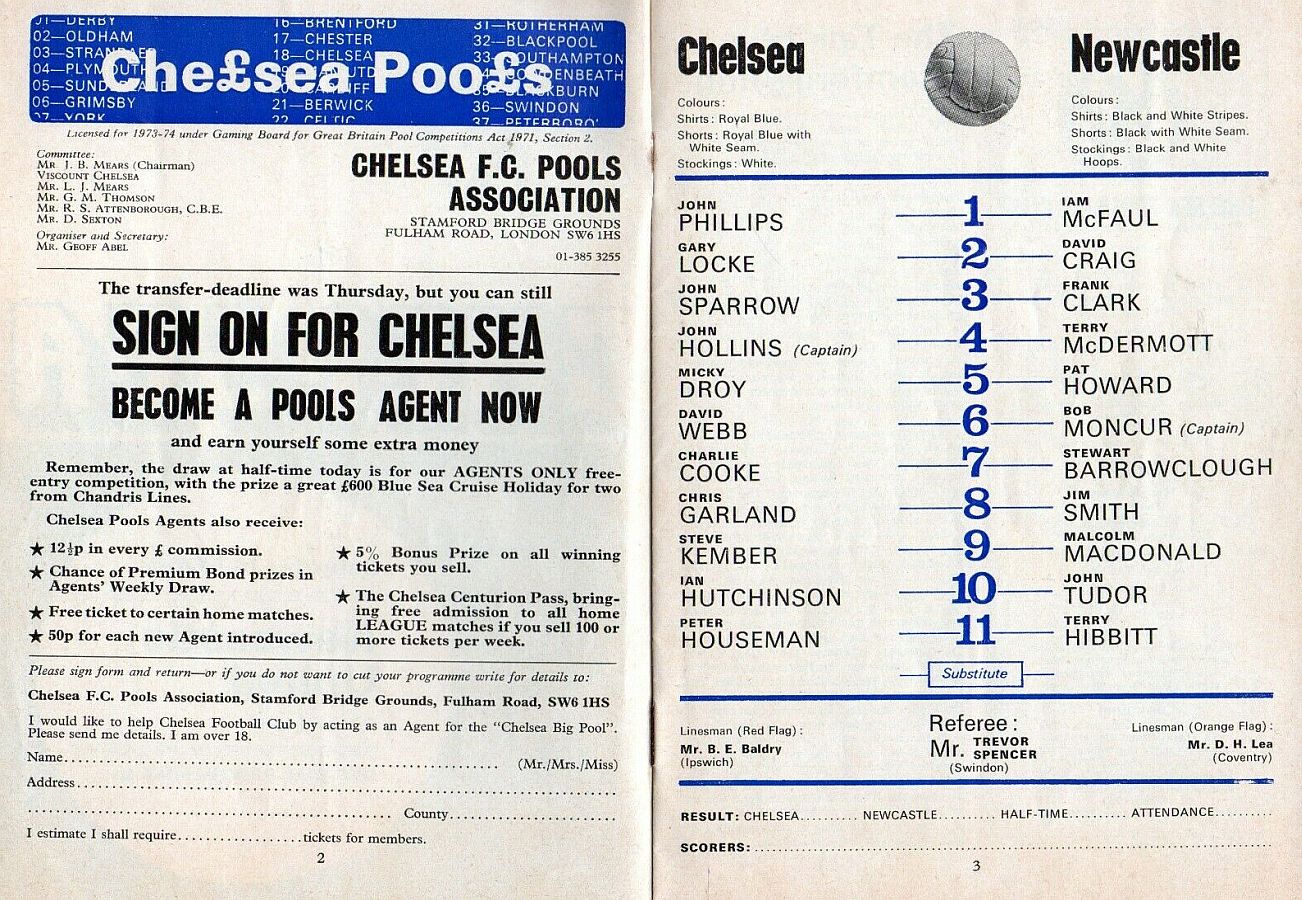 01—DERBY
02—OLDHAM
03—STRANRAER
04—PLYMOUTH
05—SUNDERLAND
06—GRIMSBY
07—YORK
16—BRENTFORD
17—CHESTER
18—CHELSEA
21—BERWICK
22 CELTIC
31—ROTHERHAM
32—BLACKPOOL
33 SOUTHAMPTON
COWDENBEATH
BLACKBURN
36—SWINDON
37—PETERBORO'
Che£sea Poo£s
Licensed for 1973-74 under Gaming Board for Great Britain Pool Competitions Act 1971, Section 2.
Committee:
MR. J. B. MEARS (Chairman)
VISCOUNT CHELSEA
MR. L. J. MEARS
MR. G. M. THOMSON
MR. R. S. ATTENBOROUGH, C.B.E.
MR. D. SEXTON
Organiser and Secretary:
MR. GEOFF ABEL
CHELSEA F.C. POOLS
ASSOCIATION
STAMFORD BRIDGE GROUNDS
FULHAM ROAD, LONDON SW6 1HS
01-385 3255
The transfer-deadline was Thursday, but you can still
SIGN ON FOR CHELSEA
BECOME A POOLS AGENT NOW
and earn yourself some extra money
Remember, the draw at half-time today is for our AGENTS ONLY free-
entry competition, with the prize a great £600 Blue Sea Cruise Holiday for two
from Chandris Lines.
Chelsea Pools Agents also receive:
★ 12½p in every £ commission.
★ Chance of Premium Bond prizes in
Agents' Weekly Draw.
★ Free ticket to certain home matches.
★ 50p for each new Agent introduced.
★ 5% Bonus Prize on all winning
tickets you sell.
★ The Chelsea Centurion Pass, bring-
ing free admission to all home
LEAGUE matches if you sell 100 or
more tickets per week.
Please sign form and return—or if you do not want to cut your programme write for details to:
Chelsea F.C. Pools Association, Stamford Bridge Grounds, Fulham Road, SW6 1HS
I would like to help Chelsea Football Club by acting as an Agent for the "Chelsea Big Pool".
Please send me details. I am over 18.
Name.................................................. (Mr./Mrs./Miss)
Address..................................................
.................................................. County..............................
I estimate I shall require....................tickets for members.
2
Chelsea
Colours:
Shirts: Royal Blue.
Shorts: Royal Blue with
White Seam.
Stockings: White.
Newcastle
Colours:
Shirts: Black and White Stripes.
Shorts: Black with White Seam.
Stockings: Black and White
Hoops.
JOHN PHILLIPS 1 IAM McFAUL
GARY LOCKE 2 DAVID CRAIG
JOHN SPARROW 3 FRANK CLARK
JOHN HOLLINS (Captain) 4 TERRY McDERMOTT
MICKY DROY 5 PAT HOWARD
DAVID WEBB 6 BOB MONCUR (Captain)
CHARLIE COOKE 7 STEWART BARROWCLOUGH
CHRIS GARLAND 8 JIM SMITH
STEVE KEMBER 9 MALCOLM MACDONALD
IAN HUTCHINSON 10 JOHN TUDOR
PETER HOUSEMAN 11 TERRY HIBBITT
Substitute
Linesman (Red Flag):
Mr. B. E. Baldry
(Ipswich)
Referee:
Mr. TREVOR SPENCER
(Swindon)
Linesman (Orange Flag):
Mr. D. H. Lea
(Coventry)
RESULT: CHELSEA.......... NEWCASTLE.......... HALF-TIME.......... ATTENDANCE..........
SCORERS:..................................................
3